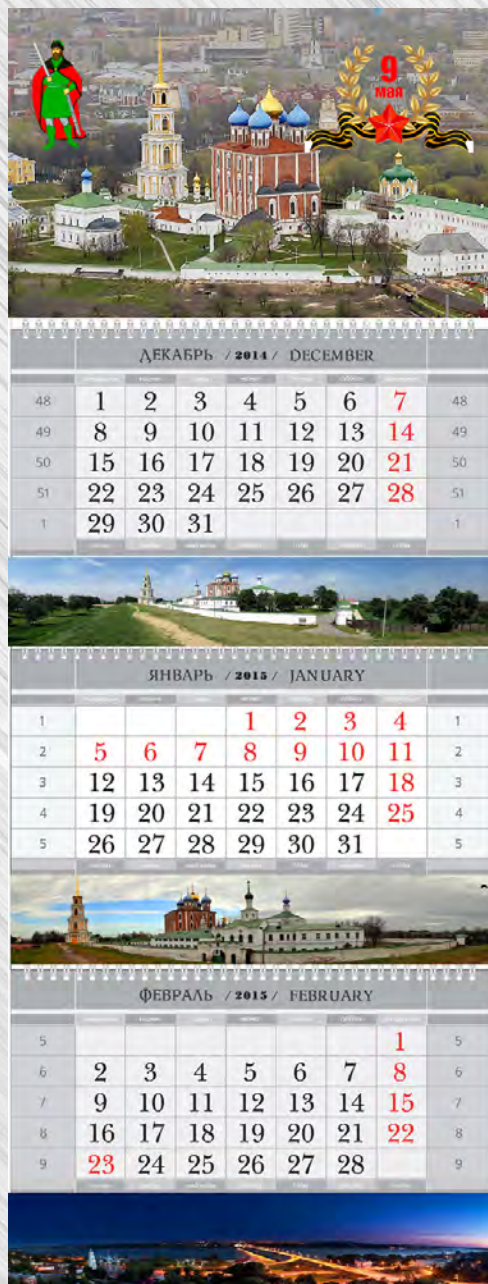 9
мая
ДЕКАБРЬ / 2014 / DECEMBER
48 1 2 3 4 5 6 7 48
49 8 9 10 11 12 13 14 49
50 15 16 17 18 19 20 21 50
51 22 23 24 25 26 27 28 51
1 29 30 31 1
ЯНВАРЬ / 2015 / JANUARY
1 1 2 3 4 1
2 5 6 7 8 9 10 11 2
3 12 13 14 15 16 17 18 3
4 19 20 21 22 23 24 25 4
5 26 27 28 29 30 31 5
ФЕВРАЛЬ / 2015 / FEBRUARY
5 1 5
6 2 3 4 5 6 7 8 6
7 9 10 11 12 13 14 15 7
8 16 17 18 19 20 21 22 8
9 23 24 25 26 27 28 9